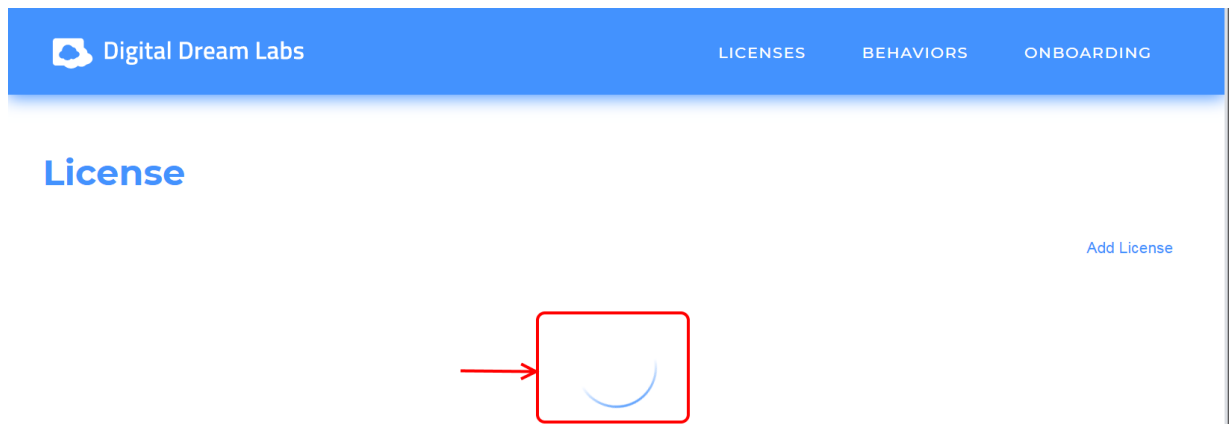 Digital Dream Labs LICENSES BEHAVIORS ONBOARDING
License
Add License